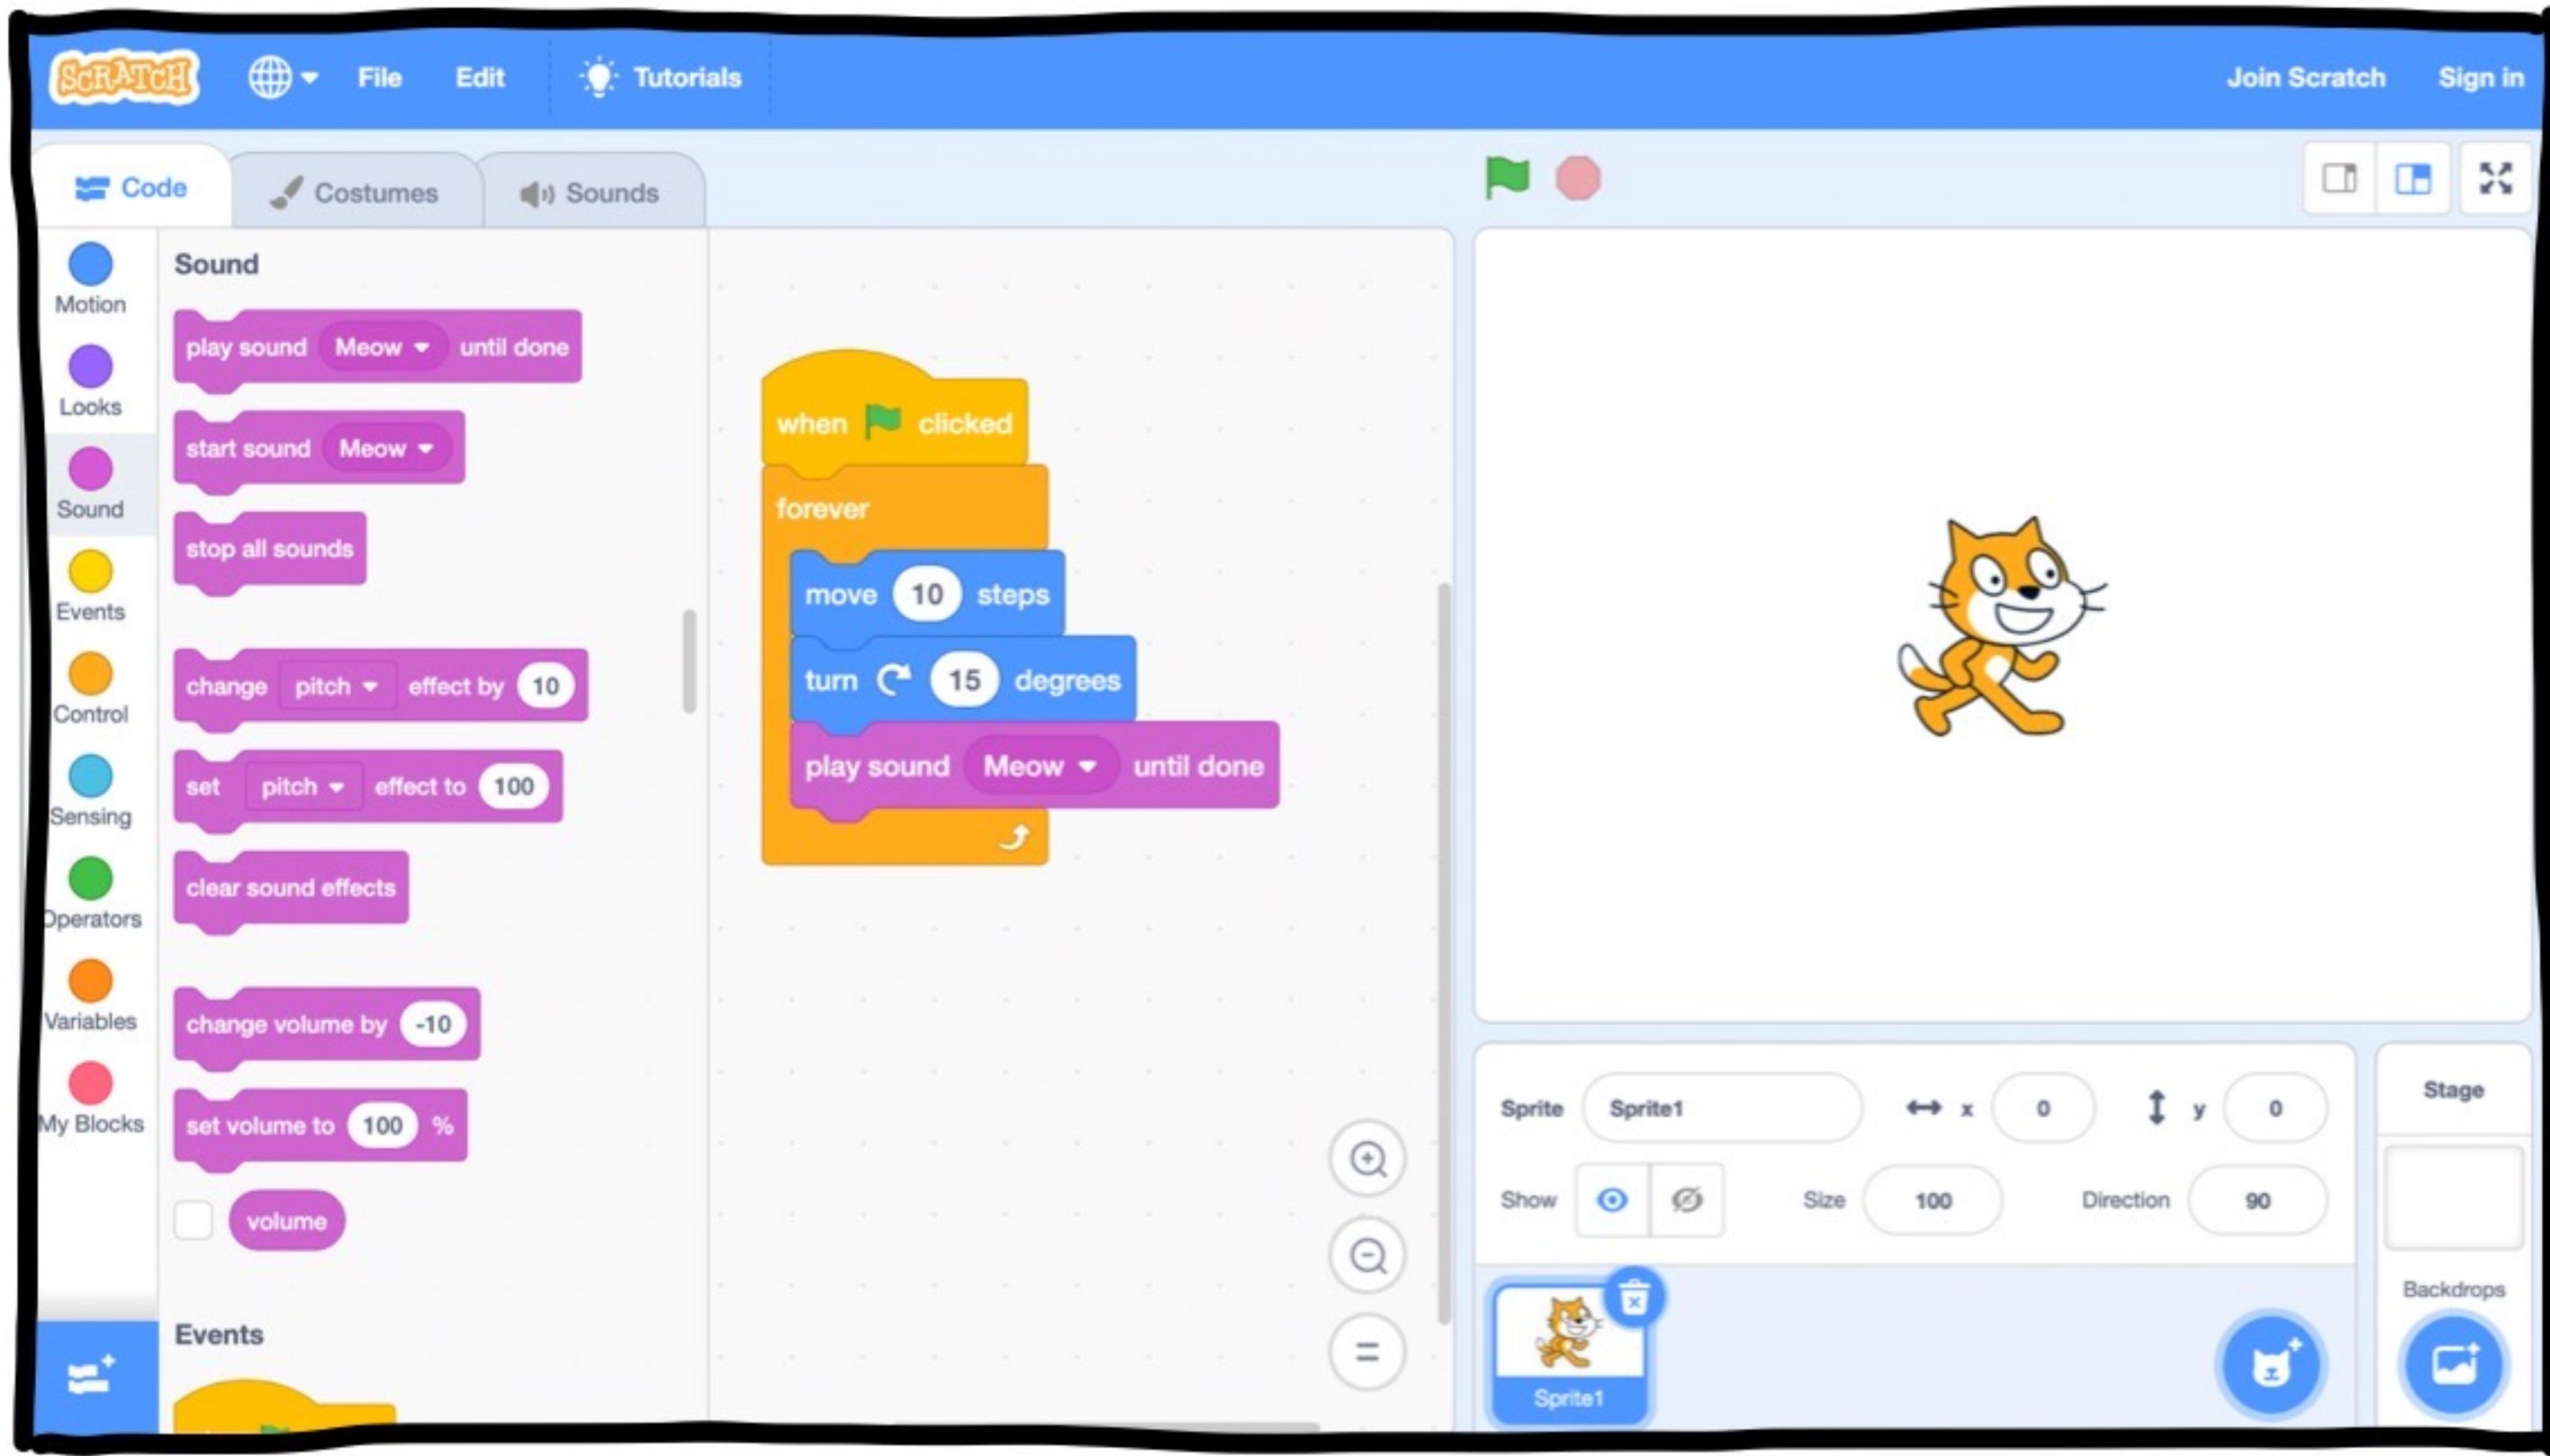 SCRATCH File Edit Tutorials Join Scratch Sign in
Code Costumes Sounds
Motion
Looks
Sound
Events
Control
Sensing
Operators
Variables
My Blocks
Sound
play sound Meow until done
start sound Meow
stop all sounds
change pitch effect by 10
set pitch effect to 100
clear sound effects
change volume by -10
set volume to 100 %
volume
Events
when clicked
forever
move 10 steps
turn 15 degrees
play sound Meow until done
Sprite Sprite1 x 0 y 0
Show Size 100 Direction 90
Sprite1
Stage
Backdrops